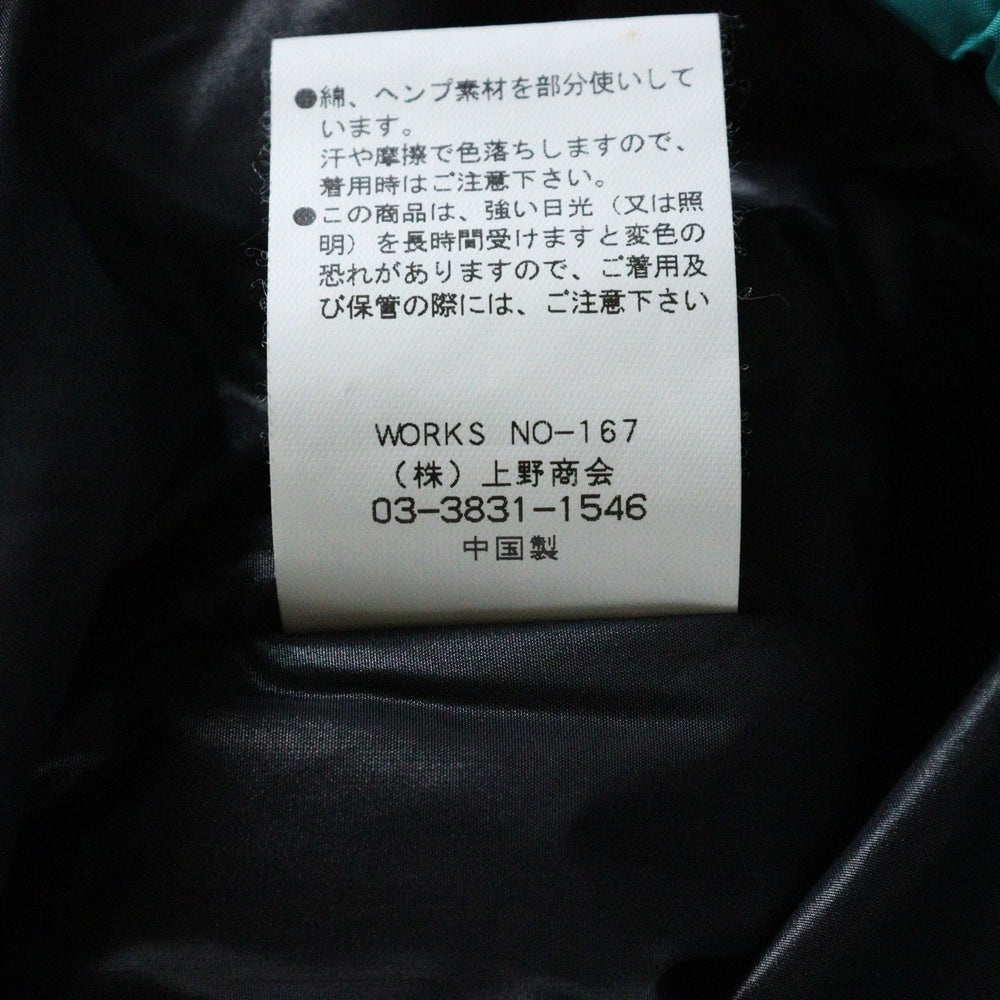 ●綿、ヘンプ素材を部分使いして
います。
汗や摩擦で色落ちしますので、
着用時はご注意下さい。
●この商品は、強い日光（又は照
明）を長時間受けますと変色の
恐れがありますので、ご着用及
び保管の際には、ご注意下さい
WORKS NO-167
（株）上野商会
03-3831-1546
中国製